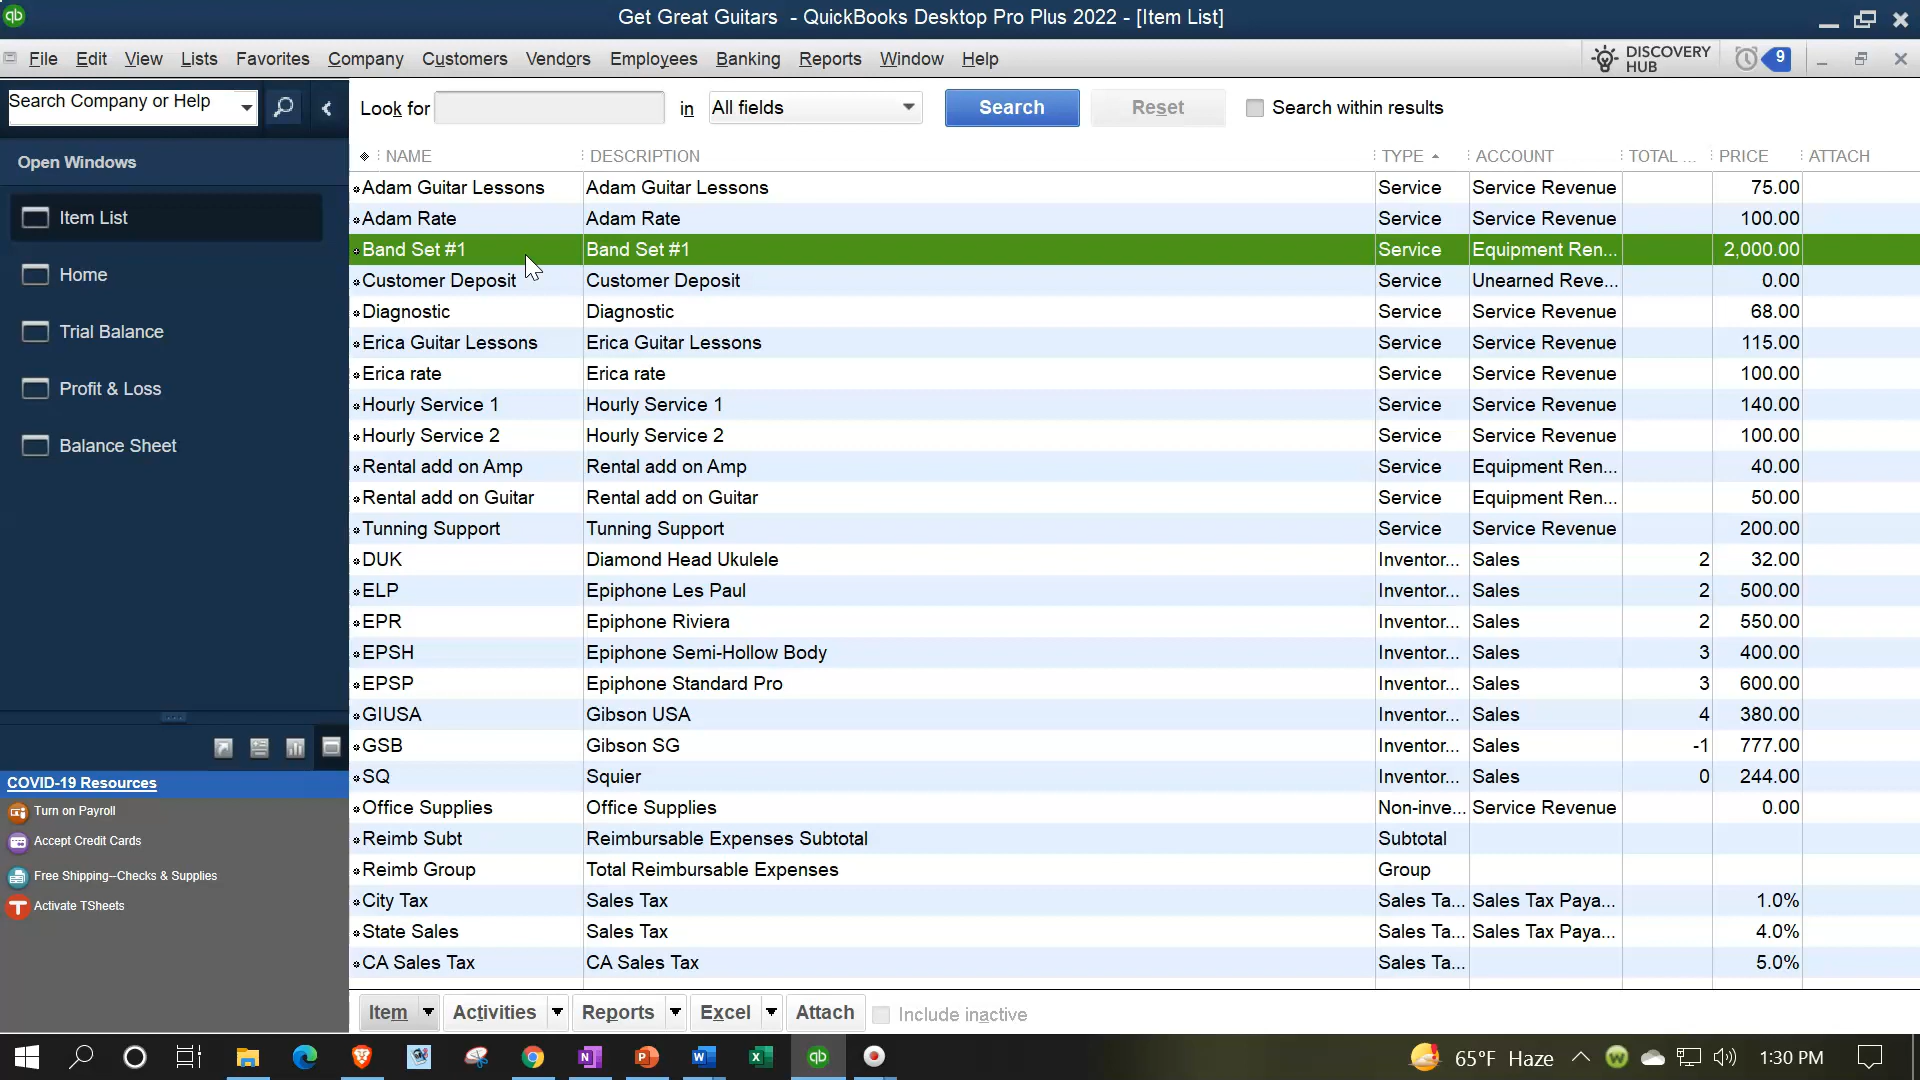 Get Great Guitars - QuickBooks Desktop Pro Plus 2022 - [Item List]
File Edit View Lists Favorites Company Customers Vendors Employees Banking Reports Window Help
DISCOVERY
HUB
9
Search Company or Help
Look for in All fields Search Reset Search within results
Open Windows
Item List
Home
Trial Balance
Profit & Loss
Balance Sheet
COVID-19 Resources
Turn on Payroll
Accept Credit Cards
Free Shipping--Checks & Supplies
Activate TSheets
NAME DESCRIPTION TYPE ACCOUNT TOTAL ... PRICE ATTACH
Adam Guitar Lessons Adam Guitar Lessons Service Service Revenue 75.00
Adam Rate Adam Rate Service Service Revenue 100.00
Band Set #1 Band Set #1 Service Equipment Ren... 2,000.00
Customer Deposit Customer Deposit Service Unearned Reve... 0.00
Diagnostic Diagnostic Service Service Revenue 68.00
Erica Guitar Lessons Erica Guitar Lessons Service Service Revenue 115.00
Erica rate Erica rate Service Service Revenue 100.00
Hourly Service 1 Hourly Service 1 Service Service Revenue 140.00
Hourly Service 2 Hourly Service 2 Service Service Revenue 100.00
Rental add on Amp Rental add on Amp Service Equipment Ren... 40.00
Rental add on Guitar Rental add on Guitar Service Equipment Ren... 50.00
Tunning Support Tunning Support Service Service Revenue 200.00
DUK Diamond Head Ukulele Inventor... Sales 2 32.00
ELP Epiphone Les Paul Inventor... Sales 2 500.00
EPR Epiphone Riviera Inventor... Sales 2 550.00
EPSH Epiphone Semi-Hollow Body Inventor... Sales 3 400.00
EPSP Epiphone Standard Pro Inventor... Sales 3 600.00
GIUSA Gibson USA Inventor... Sales 4 380.00
GSB Gibson SG Inventor... Sales -1 777.00
SQ Squier Inventor... Sales 0 244.00
Office Supplies Office Supplies Non-inve... Service Revenue 0.00
Reimb Subt Reimbursable Expenses Subtotal Subtotal
Reimb Group Total Reimbursable Expenses Group
City Tax Sales Tax Sales Ta... Sales Tax Paya... 1.0%
State Sales Sales Tax Sales Ta... Sales Tax Paya... 4.0%
CA Sales Tax CA Sales Tax Sales Ta... 5.0%
Item Activities Reports Excel Attach Include inactive
65°F Haze 1:30 PM